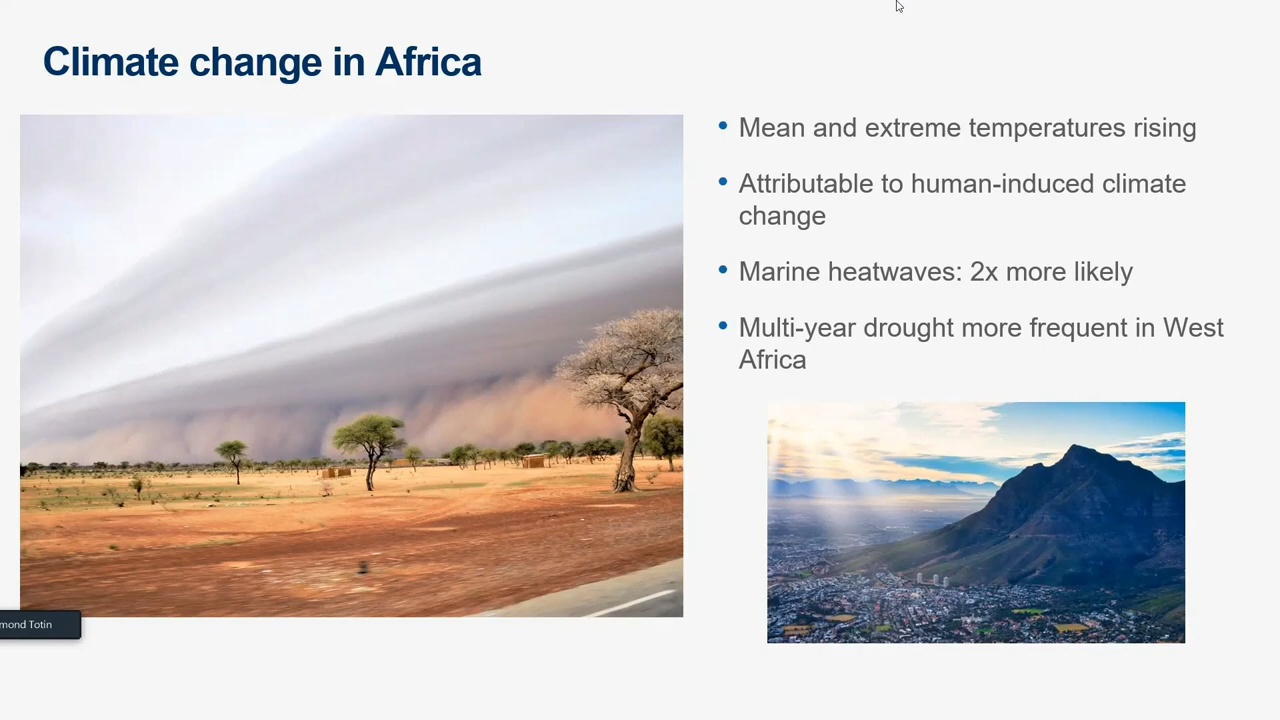 Climate change in Africa
• Mean and extreme temperatures rising
• Attributable to human-induced climate
change
• Marine heatwaves: 2x more likely
• Multi-year drought more frequent in West
Africa
mond Totin